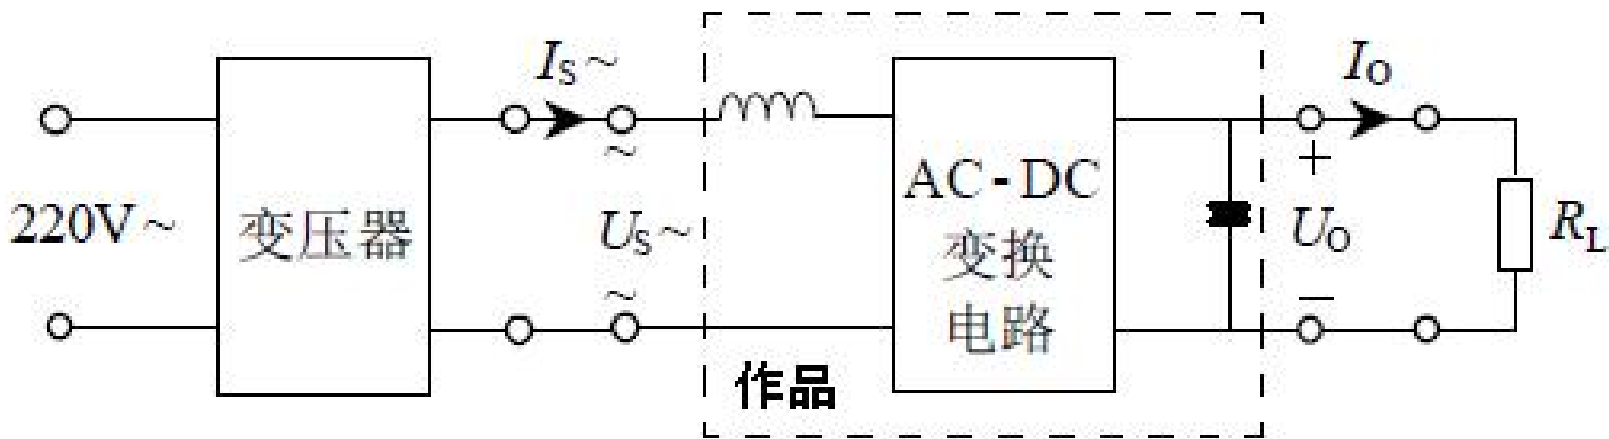 220V~
变压器
I_S~
~
U_S~
~
AC-DC
变换
电路
作品
I_O
+
U_O
−
R_L